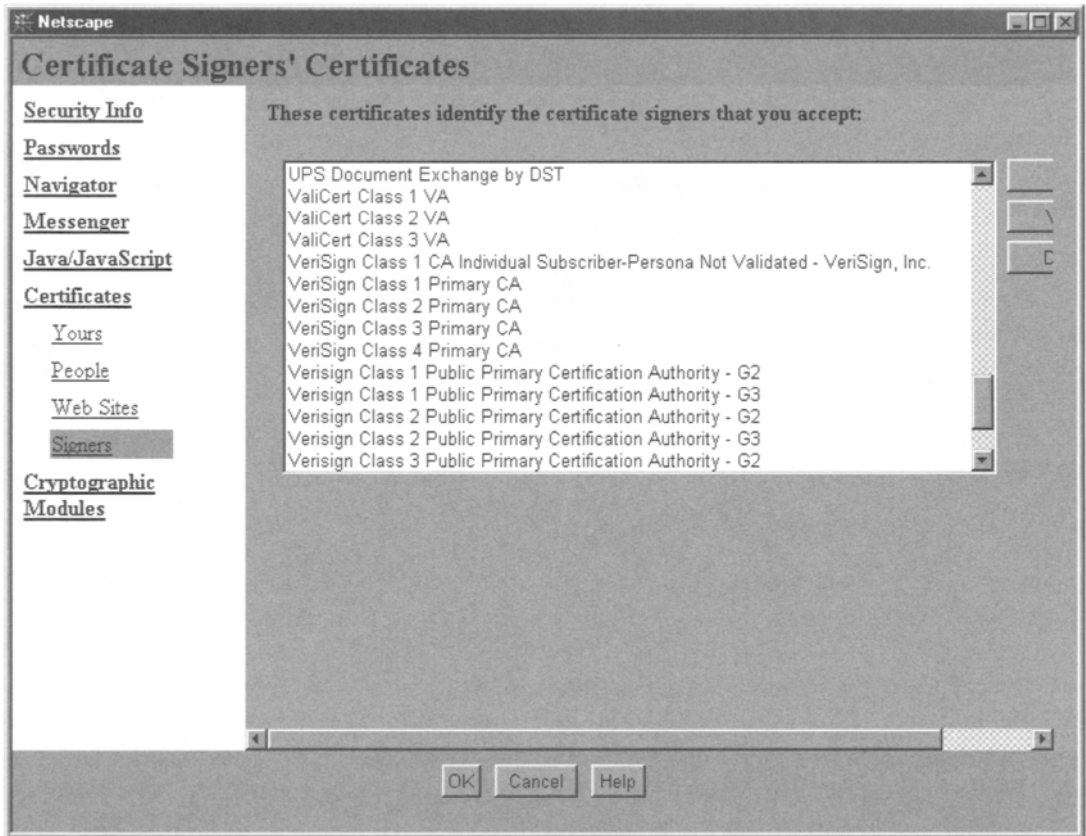 Netscape
Certificate Signers' Certificates
Security Info
Passwords
Navigator
Messenger
Java/JavaScript
Certificates
Yours
People
Web Sites
Signers
Cryptographic
Modules
These certificates identify the certificate signers that you accept:
UPS Document Exchange by DST
ValiCert Class 1 VA
ValiCert Class 2 VA
ValiCert Class 3 VA
VeriSign Class 1 CA Individual Subscriber-Persona Not Validated - VeriSign, Inc.
VeriSign Class 1 Primary CA
VeriSign Class 2 Primary CA
VeriSign Class 3 Primary CA
VeriSign Class 4 Primary CA
Verisign Class 1 Public Primary Certification Authority - G2
Verisign Class 1 Public Primary Certification Authority - G3
Verisign Class 2 Public Primary Certification Authority - G2
Verisign Class 2 Public Primary Certification Authority - G3
Verisign Class 3 Public Primary Certification Authority - G2
OK Cancel Help